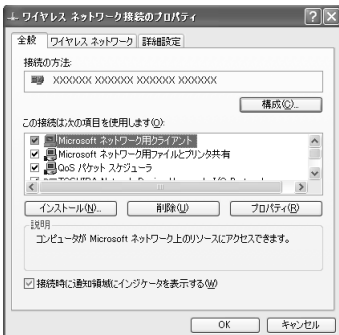 ワイヤレス ネットワーク接続のプロパティ
全般 ワイヤレス ネットワーク 詳細設定
接続の方法:
XXXXXX XXXXXX XXXXXX XXXXXX
構成(C)...
この接続は次の項目を使用します(O):
Microsoft ネットワーク用クライアント
Microsoft ネットワーク用ファイルとプリンタ共有
QoS パケット スケジューラ
インストール(N)... 削除(U) プロパティ(R)
説明
コンピュータが Microsoft ネットワーク上のリソースにアクセスできます。
接続時に通知領域にインジケータを表示する(W)
OK キャンセル